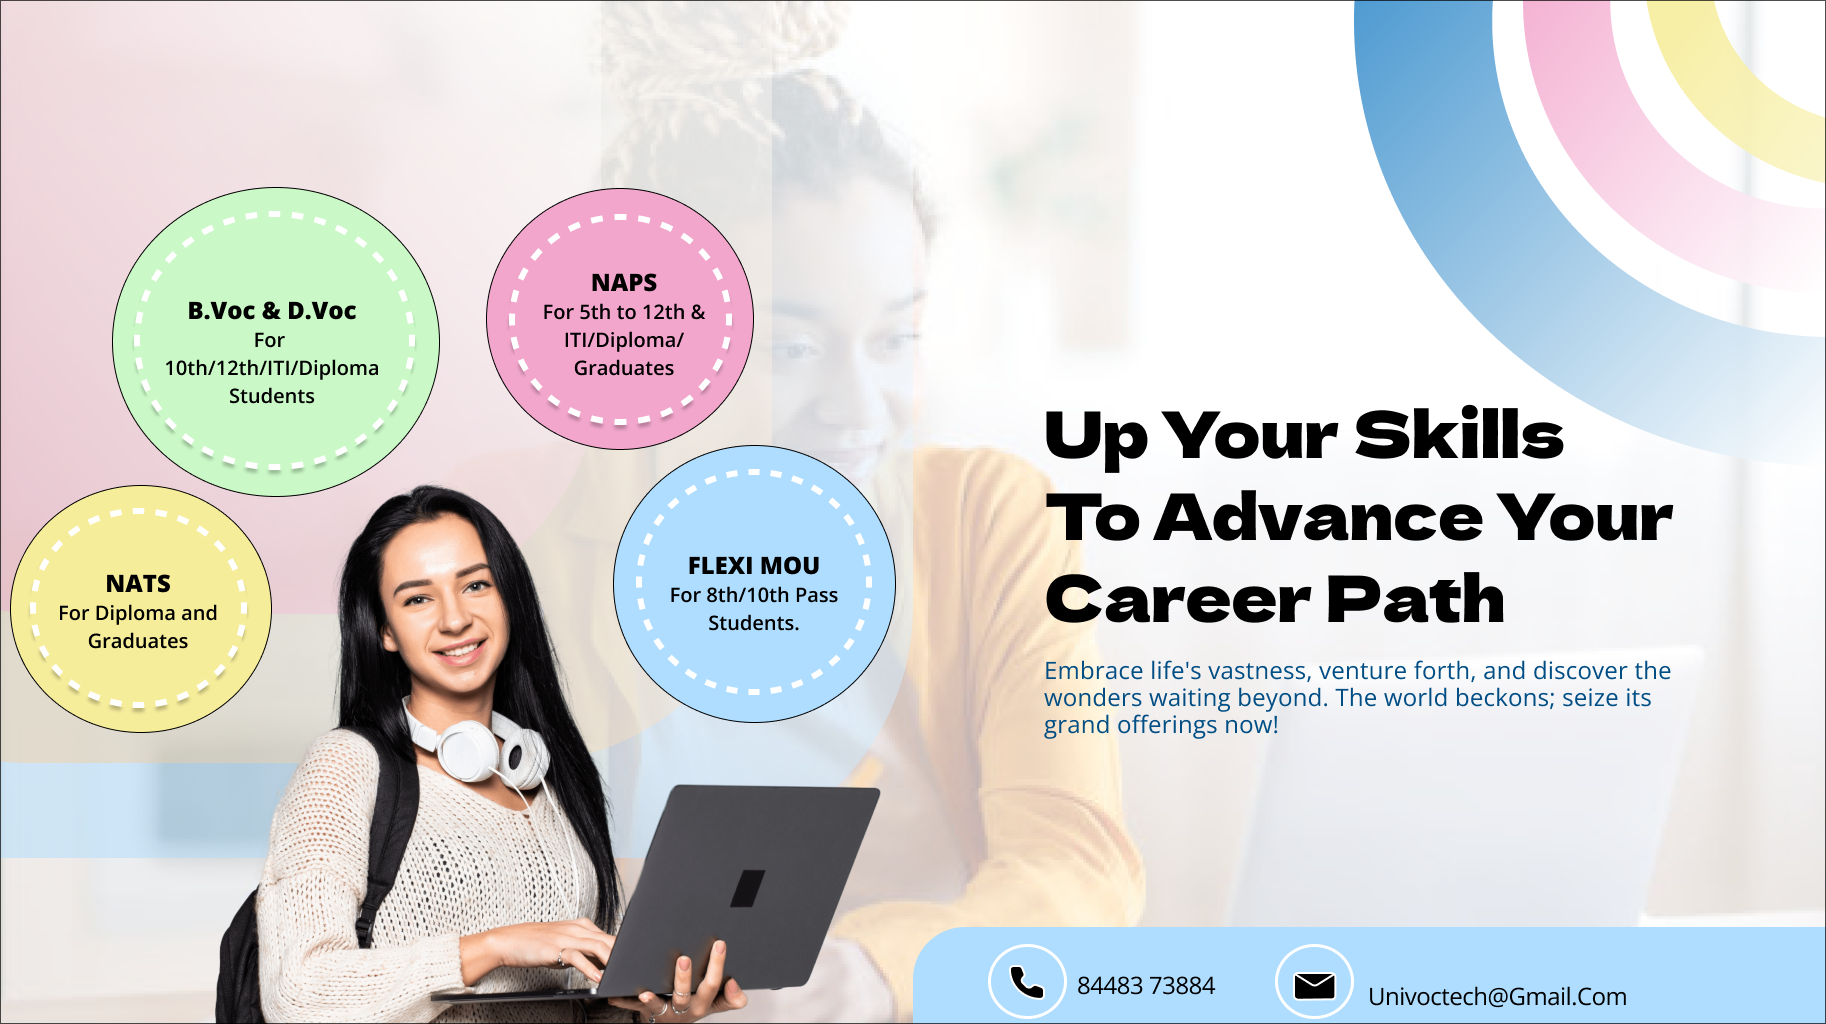 B.Voc & D.Voc
For
10th/12th/ITI/Diploma
Students
NAPS
For 5th to 12th &
ITI/Diploma/
Graduates
NATS
For Diploma and
Graduates
FLEXI MOU
For 8th/10th Pass
Students.
Up Your Skills
To Advance Your
Career Path
Embrace life's vastness, venture forth, and discover the
wonders waiting beyond. The world beckons; seize its
grand offerings now!
84483 73884
Univoctech@Gmail.Com